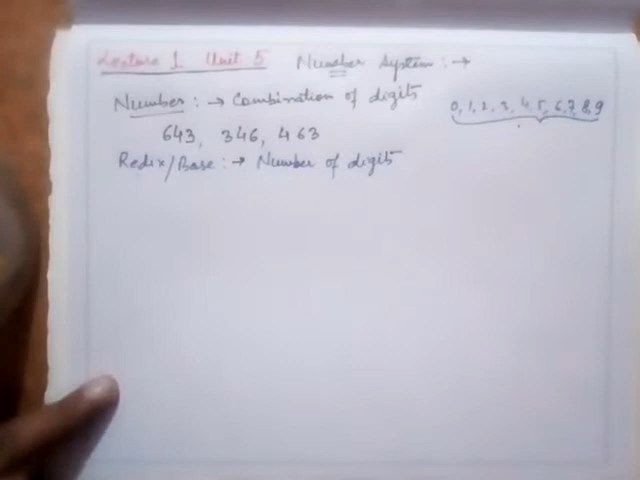 Lecture 1 Unit 5 Number System : →
Number : → Combination of digits 0, 1, 2, 3, 4, 5, 6, 7, 8, 9
643, 346, 463
Redix/Base : → Number of digits